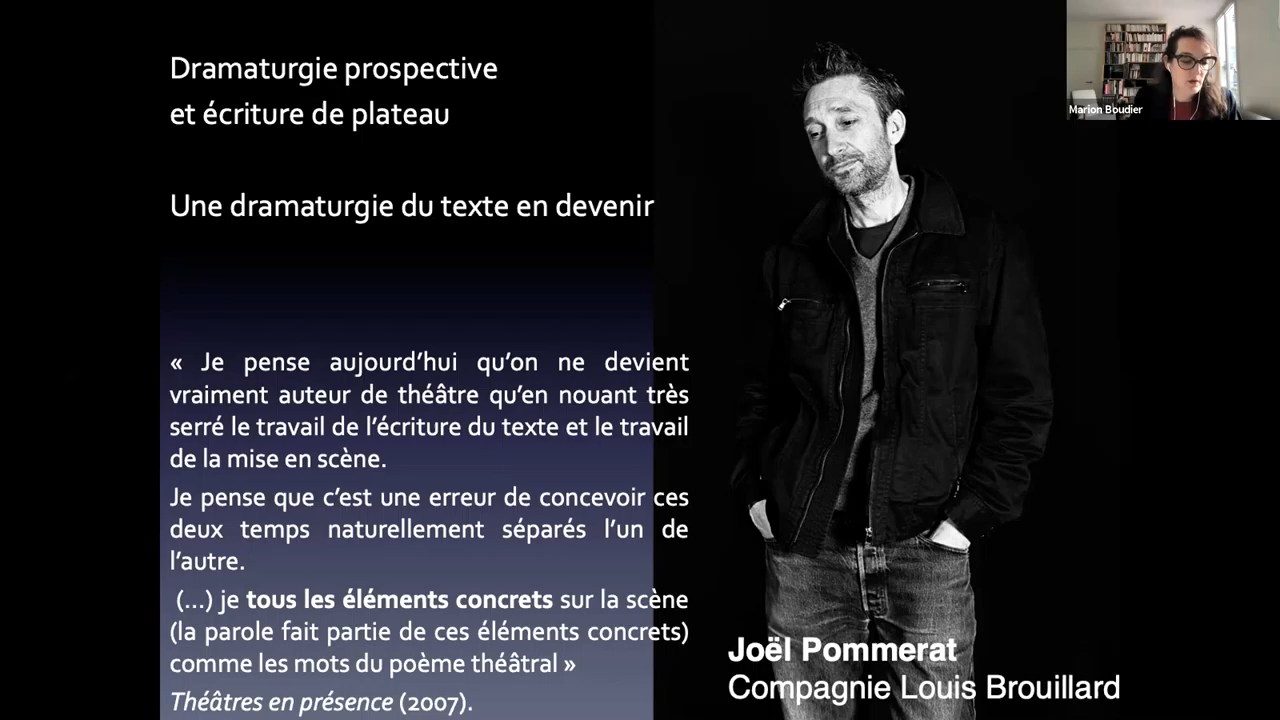 Dramaturgie prospective
et écriture de plateau
Une dramaturgie du texte en devenir
« Je pense aujourd’hui qu’on ne devient
vraiment auteur de théâtre qu’en nouant très
serré le travail de l’écriture du texte et le travail
de la mise en scène.
Je pense que c’est une erreur de concevoir ces
deux temps naturellement séparés l’un de
l’autre.
(…) je tous les éléments concrets sur la scène
(la parole fait partie de ces éléments concrets)
comme les mots du poème théâtral »
Théâtres en présence (2007).
Joël Pommerat
Compagnie Louis Brouillard
Marion Boudier